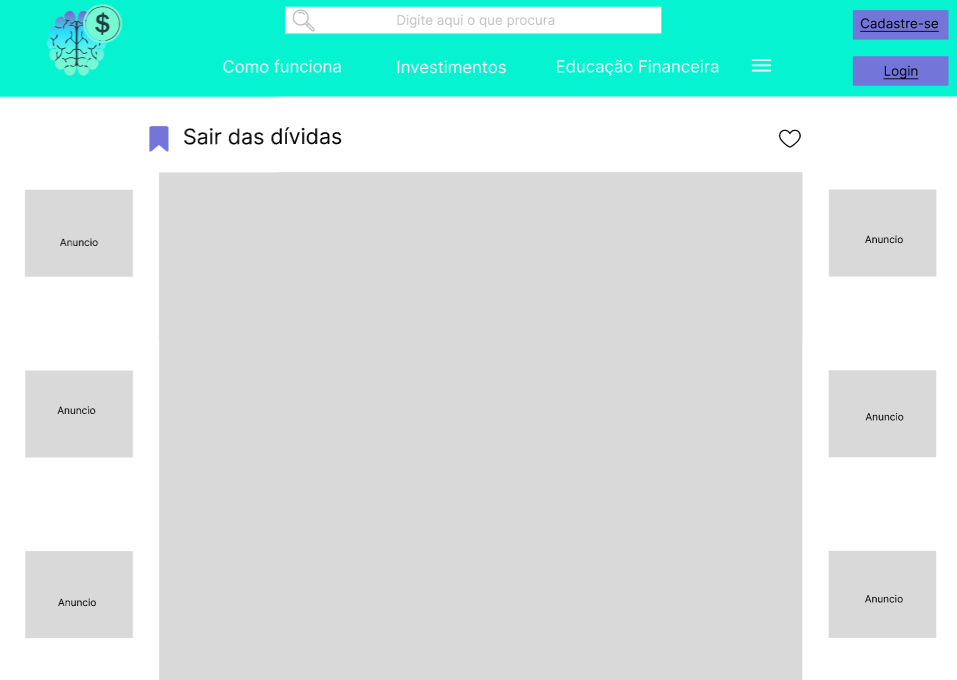 $
Digite aqui o que procura
Cadastre-se
Como funciona
Investimentos
Educação Financeira
Login
Sair das dívidas
Anuncio
Anuncio
Anuncio
Anuncio
Anuncio
Anuncio